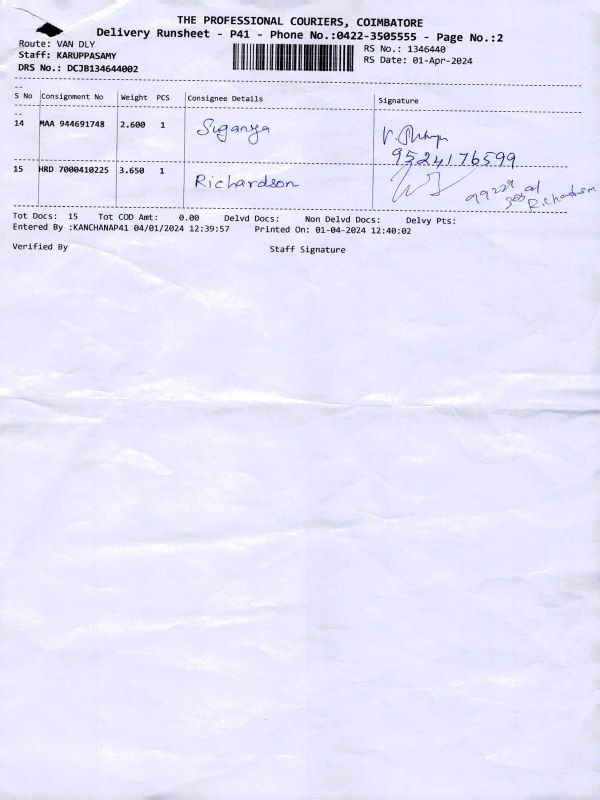 THE PROFESSIONAL COURIERS, COIMBATORE
Delivery Runsheet - P41 - Phone No.:0422-3505555 - Page No.:2
Route: VAN DLY
RS No.: 1346440
Staff: KARUPPASAMY
RS Date: 01-Apr-2024
DRS No.: DCJB134644002
S No Consignment No Weight PCS Consignee Details Signature
14 MAA 944691748 2.600 1 Suganya
9524176599
15 HRD 7000410225 3.650 1 Richardson
Richardson
Tot Docs: 15 Tot COD Amt: 0.00 Delvd Docs: Non Delvd Docs: Delvy Pts:
Entered By :KANCHANAP41 04/01/2024 12:39:57 Printed On: 01-04-2024 12:40:02
Verified By Staff Signature